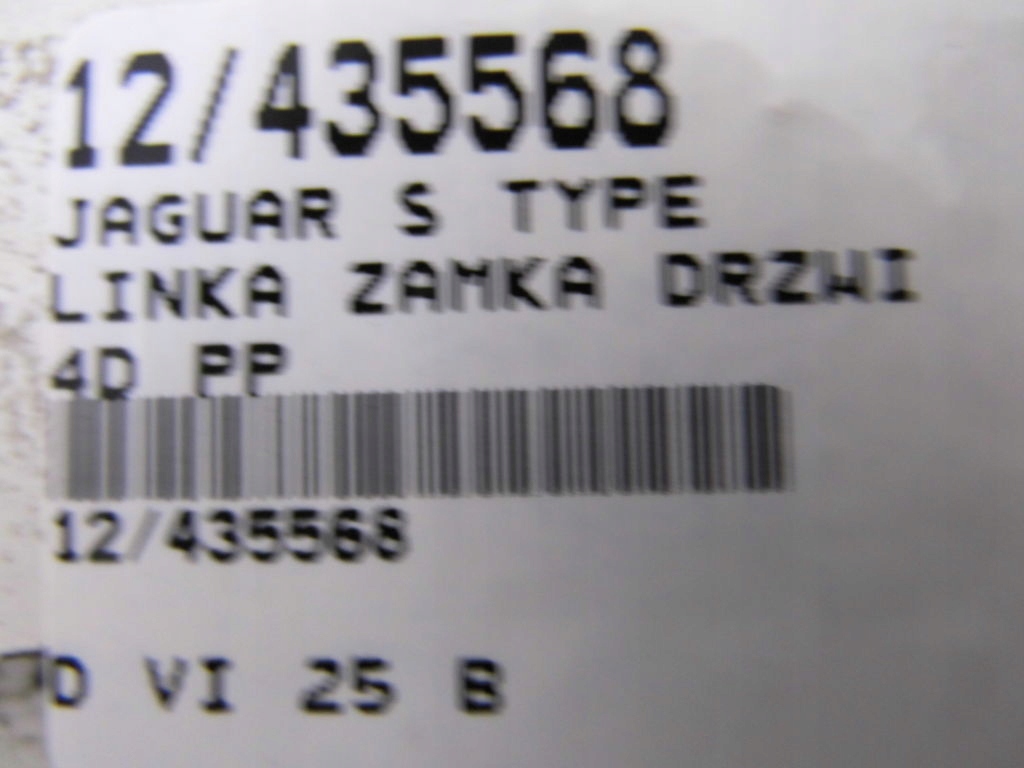 12/435568
JAGUAR S TYPE
LINKA ZAMKA DRZWI
4D PP
12/435568
D VI 25 B